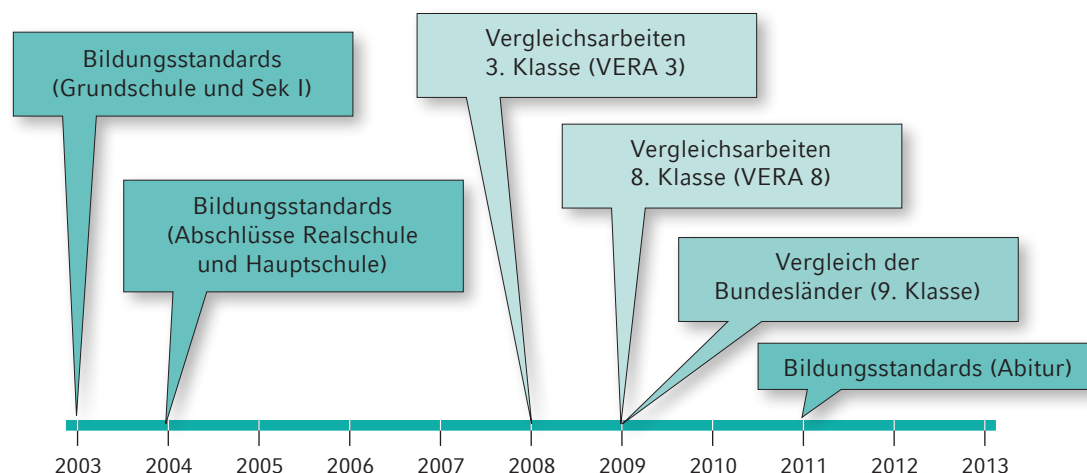 Bildungsstandards
(Grundschule und Sek I)
Bildungsstandards
(Abschlüsse Realschule
und Hauptschule)
Vergleichsarbeiten
3. Klasse (VERA 3)
Vergleichsarbeiten
8. Klasse (VERA 8)
Vergleich der
Bundesländer (9. Klasse)
Bildungsstandards (Abitur)
2003 2004 2005 2006 2007 2008 2009 2010 2011 2012 2013